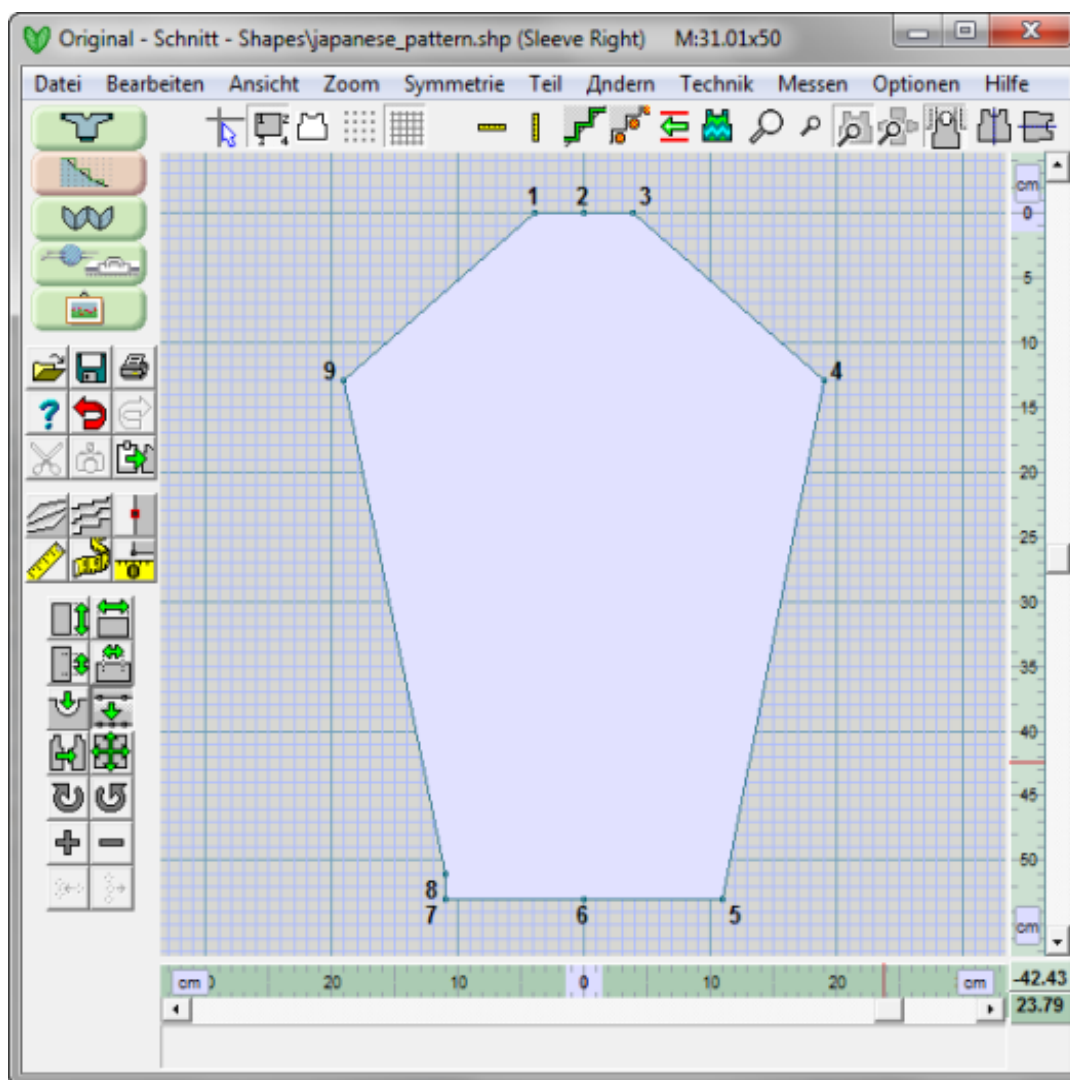 Original - Schnitt - Shapes\japanese_pattern.shp (Sleeve Right) M:31.01x50
Datei Bearbeiten Ansicht Zoom Symmetrie Teil Дndern Technik Messen Optionen Hilfe
1 2 3
cm
0
5
10
9 4
15
20
25
30
35
40
45
50
8
7 6 5
cm
cm 20 10 0 10 20 cm -42.43
23.79